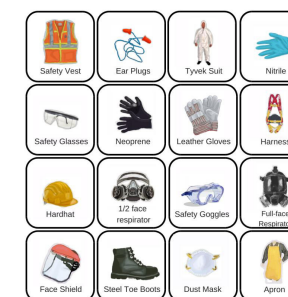 Safety Vest
Ear Plugs
Tyvek Suit
Nitrile
Safety Glasses
Neoprene
Leather Gloves
Harness
Hardhat
1/2 face
respirator
Safety Goggles
Full-face
Respirato
Face Shield
Steel Toe Boots
Dust Mask
Apron